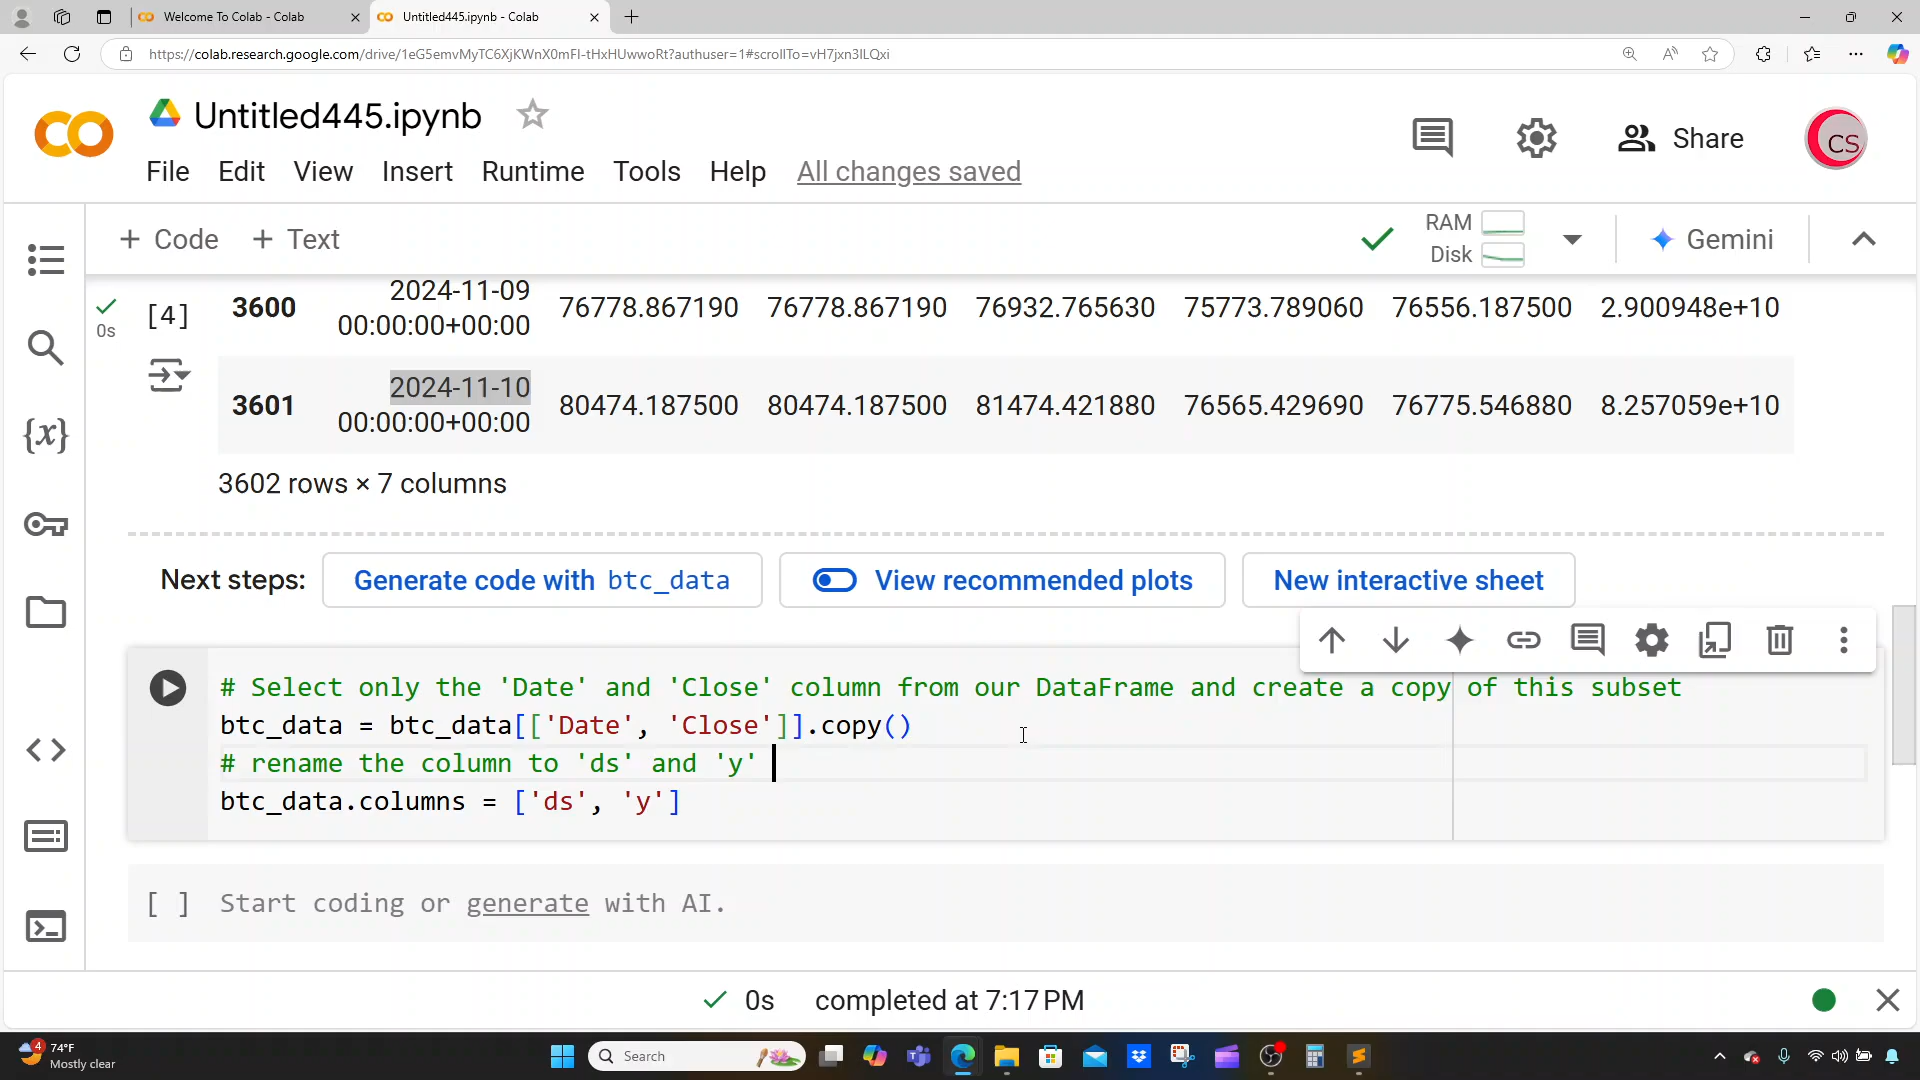 Welcome To Colab - Colab
Untitled445.ipynb - Colab
https://colab.research.google.com/drive/1eG5emvMyTC6XjKWnX0mFI-tHxHUwwoRt?authuser=1#scrollTo=vH7jxn3ILQxi
Untitled445.ipynb
Share
CS
File Edit View Insert Runtime Tools Help All changes saved
+ Code + Text
RAM
Disk
Gemini
0s
[4]
3600 2024-11-09 00:00:00+00:00 76778.867190 76778.867190 76932.765630 75773.789060 76556.187500 2.900948e+10
3601 2024-11-10 00:00:00+00:00 80474.187500 80474.187500 81474.421880 76565.429690 76775.546880 8.257059e+10
3602 rows × 7 columns
Next steps: Generate code with btc_data View recommended plots New interactive sheet
# Select only the 'Date' and 'Close' column from our DataFrame and create a copy of this subset
btc_data = btc_data[['Date', 'Close']].copy()
# rename the column to 'ds' and 'y'
btc_data.columns = ['ds', 'y']
[ ] Start coding or generate with AI.
0s completed at 7:17 PM
4
74°F
Mostly clear
Search